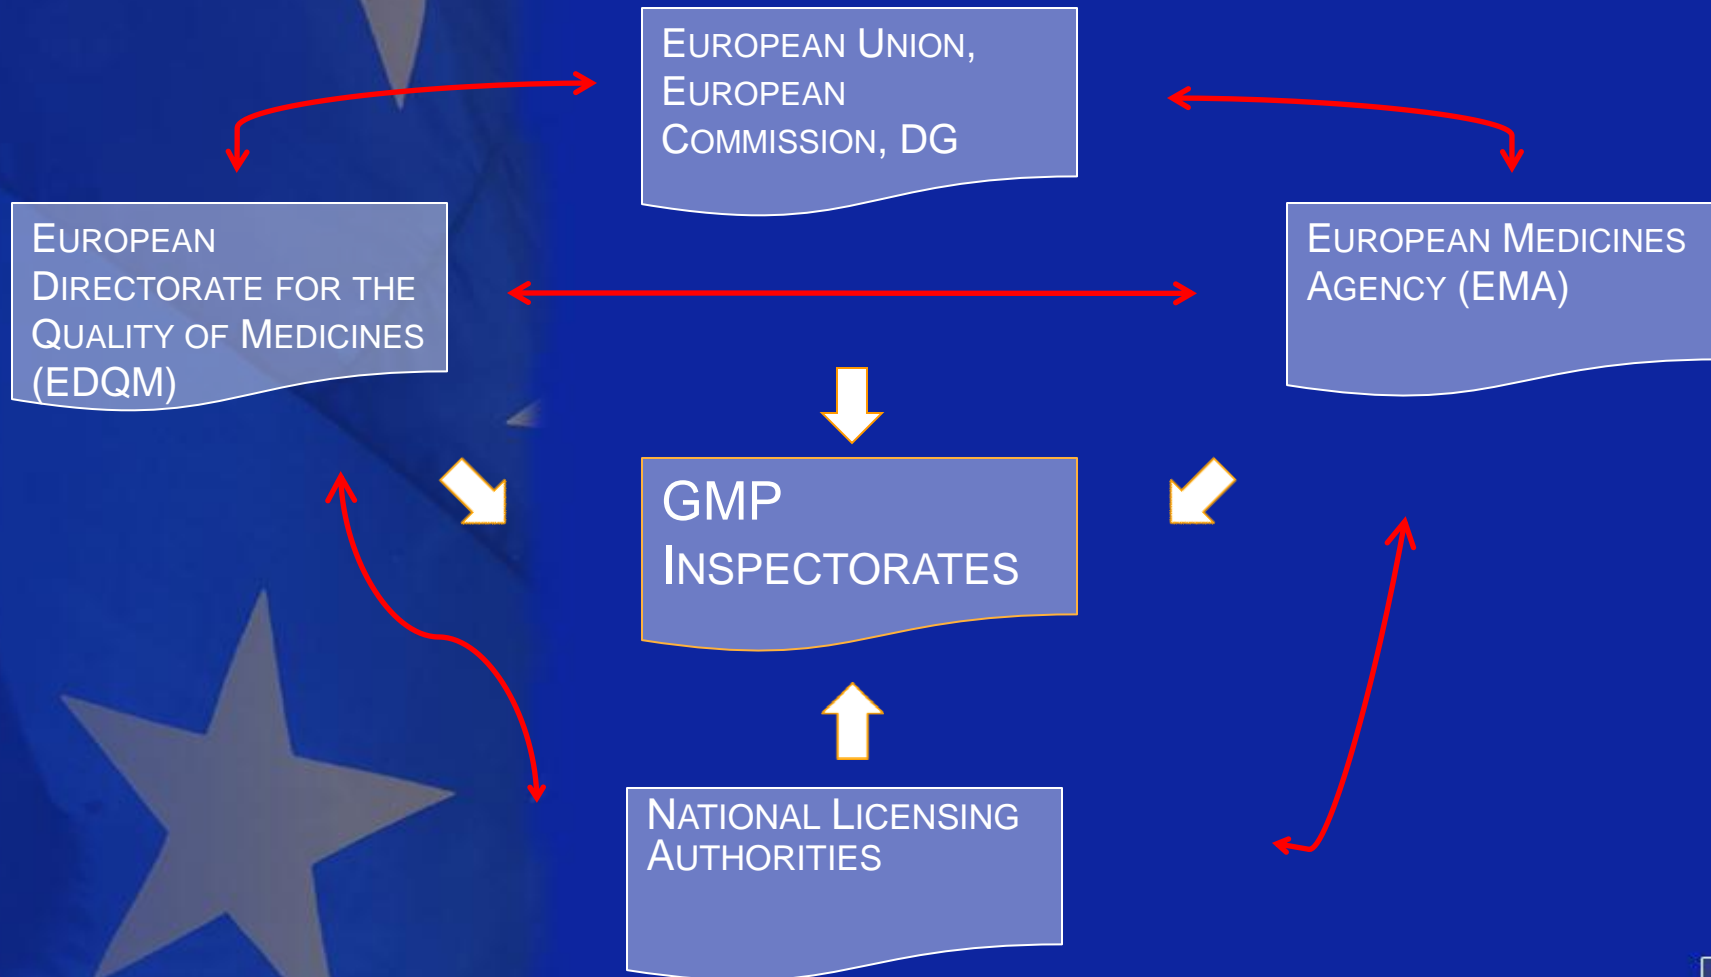 European Union,
European
Commission, DG
European
Directorate for the
Quality of Medicines
(EDQM)
European Medicines
Agency (EMA)
GMP
Inspectorates
National Licensing
Authorities